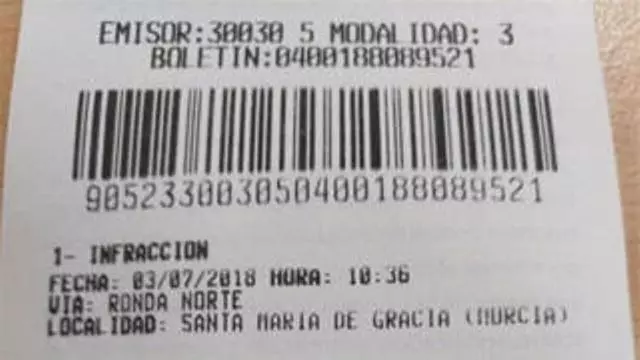 EMISOR:30030 5 MODALIDAD: 3
BOLETIN:0400188089521
905233003050400188089521
1- INFRACCION
FECHA: 03/07/2018 HORA: 10:36
VIA: RONDA NORTE
LOCALIDAD: SANTA MARIA DE GRACIA (MURCIA)